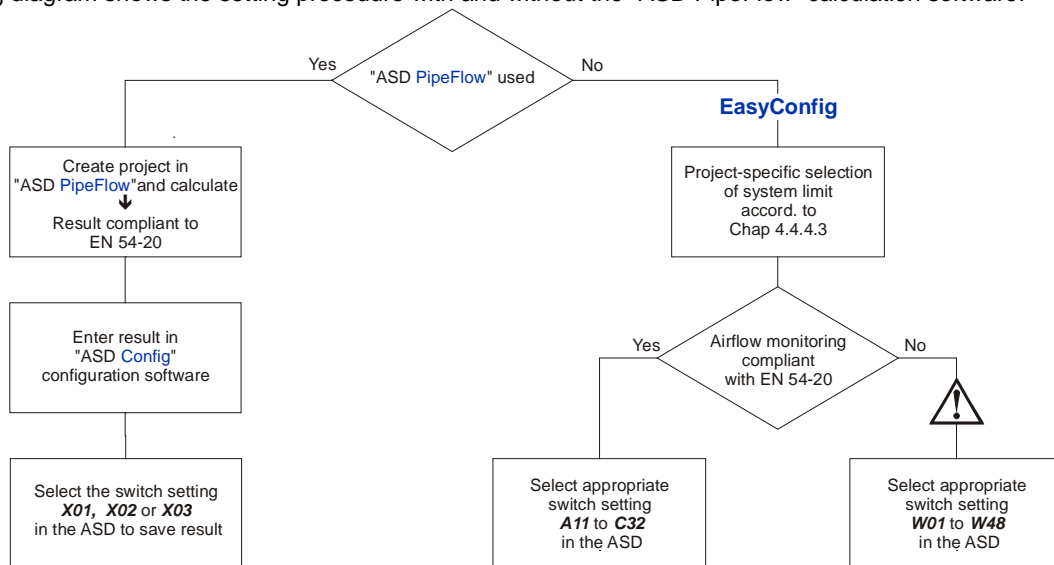 g diagram shows the setting procedure with and without the "ASD PipeFlow" calculation software.
Yes
"ASD PipeFlow" used
No
EasyConfig
Create project in
"ASD PipeFlow"and calculate
Result compliant to
EN 54-20
Project-specific selection
of system limit
accord. to
Chap 4.4.4.3
Enter result in
"ASD Config"
configuration software
Yes
Airflow monitoring
compliant
with EN 54-20
No
Select the switch setting
X01, X02 or X03
in the ASD to save result
Select appropriate
switch setting
A11 to C32
in the ASD
Select appropriate
switch setting
W01 to W48
in the ASD